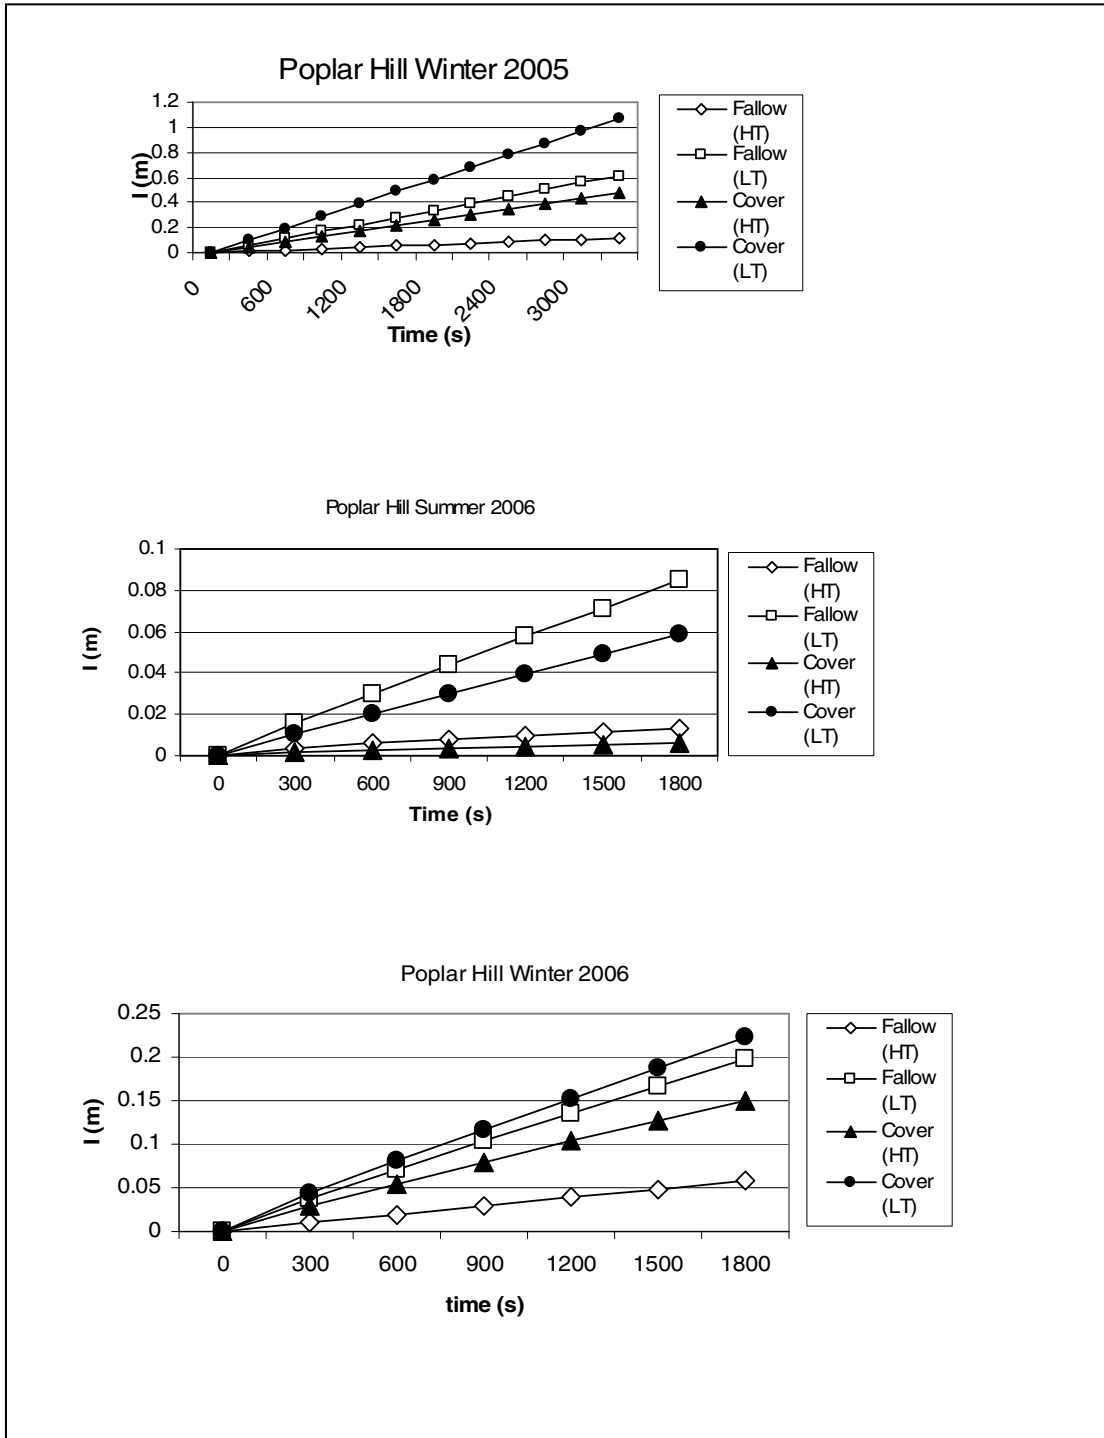 Poplar Hill Winter 2005
1.2
1
0.8
0.6
0.4
0.2
0
I (m)
0 600 1200 1800 2400 3000
Time (s)
Fallow
(HT)
Fallow
(LT)
Cover
(HT)
Cover
(LT)
Poplar Hill Summer 2006
0.1
0.08
0.06
0.04
0.02
0
I (m)
0 300 600 900 1200 1500 1800
Time (s)
Fallow
(HT)
Fallow
(LT)
Cover
(HT)
Cover
(LT)
Poplar Hill Winter 2006
0.25
0.2
0.15
0.1
0.05
0
I (m)
0 300 600 900 1200 1500 1800
time (s)
Fallow
(HT)
Fallow
(LT)
Cover
(HT)
Cover
(LT)